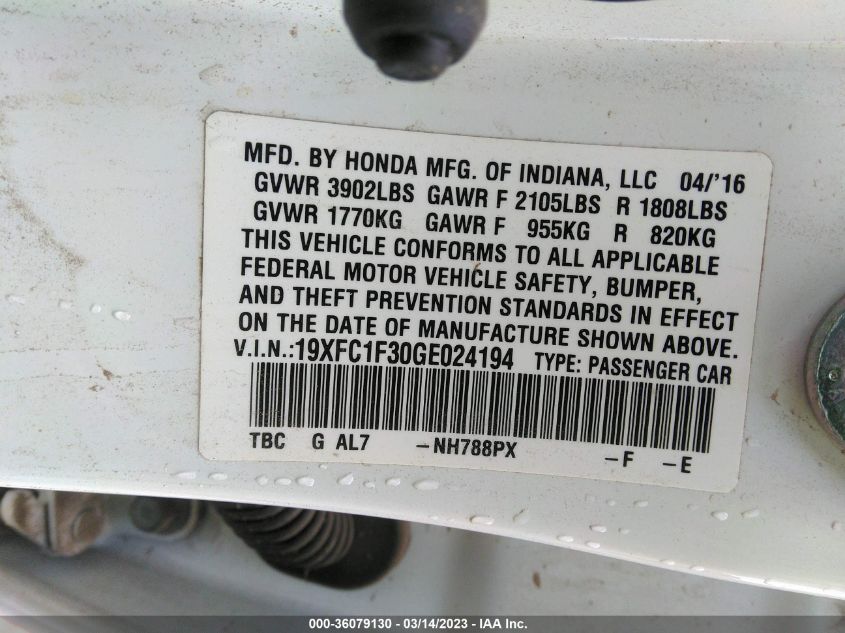 MFD. BY HONDA MFG. OF INDIANA, LLC 04/'16
GVWR 3902LBS GAWR F 2105LBS R 1808LBS
GVWR 1770KG GAWR F 955KG R 820KG
THIS VEHICLE CONFORMS TO ALL APPLICABLE
FEDERAL MOTOR VEHICLE SAFETY, BUMPER,
AND THEFT PREVENTION STANDARDS IN EFFECT
ON THE DATE OF MANUFACTURE SHOWN ABOVE.
V.I.N.:19XFC1F30GE024194 TYPE: PASSENGER CAR
TBC G AL7 –NH788PX –F –E
000-36079130 - 03/14/2023 - IAA Inc.